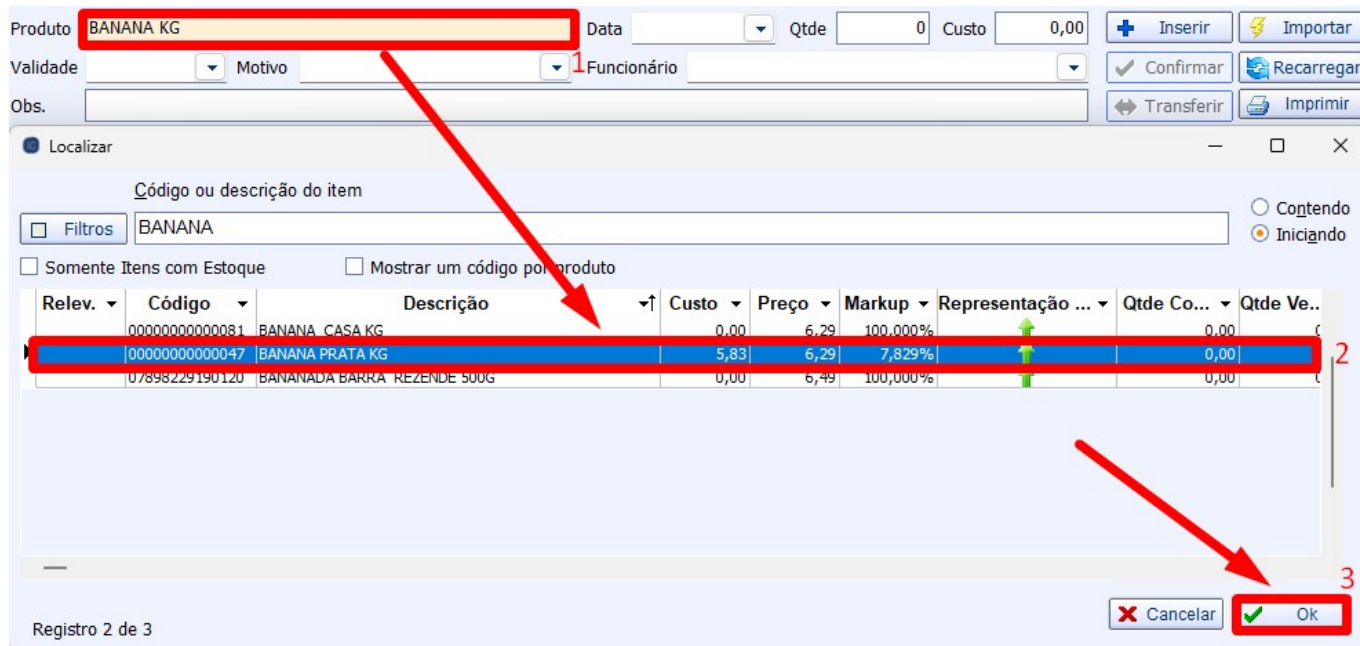 Produto BANANA KG Data Qtde 0 Custo 0,00 Inserir Importar
1
Validade Motivo Funcionário Confirmar Recarregar
Obs. Transferir Imprimir
Localizar
Código ou descrição do item
Filtros BANANA
Contendo
Iniciando
Somente Itens com Estoque Mostrar um código por produto
Relev. Código Descrição Custo Preço Markup Representação ... Qtde Co... Qtde Ve..
00000000000081 BANANA CASA KG 0,00 6,29 100,000% 0,00
00000000000047 BANANA PRATA KG 5,83 6,29 7,829% 0,00
2
07898229190120 BANANADA BARRA REZENDE 500G 0,00 6,49 100,000% 0,00
3
Cancelar Ok
Registro 2 de 3